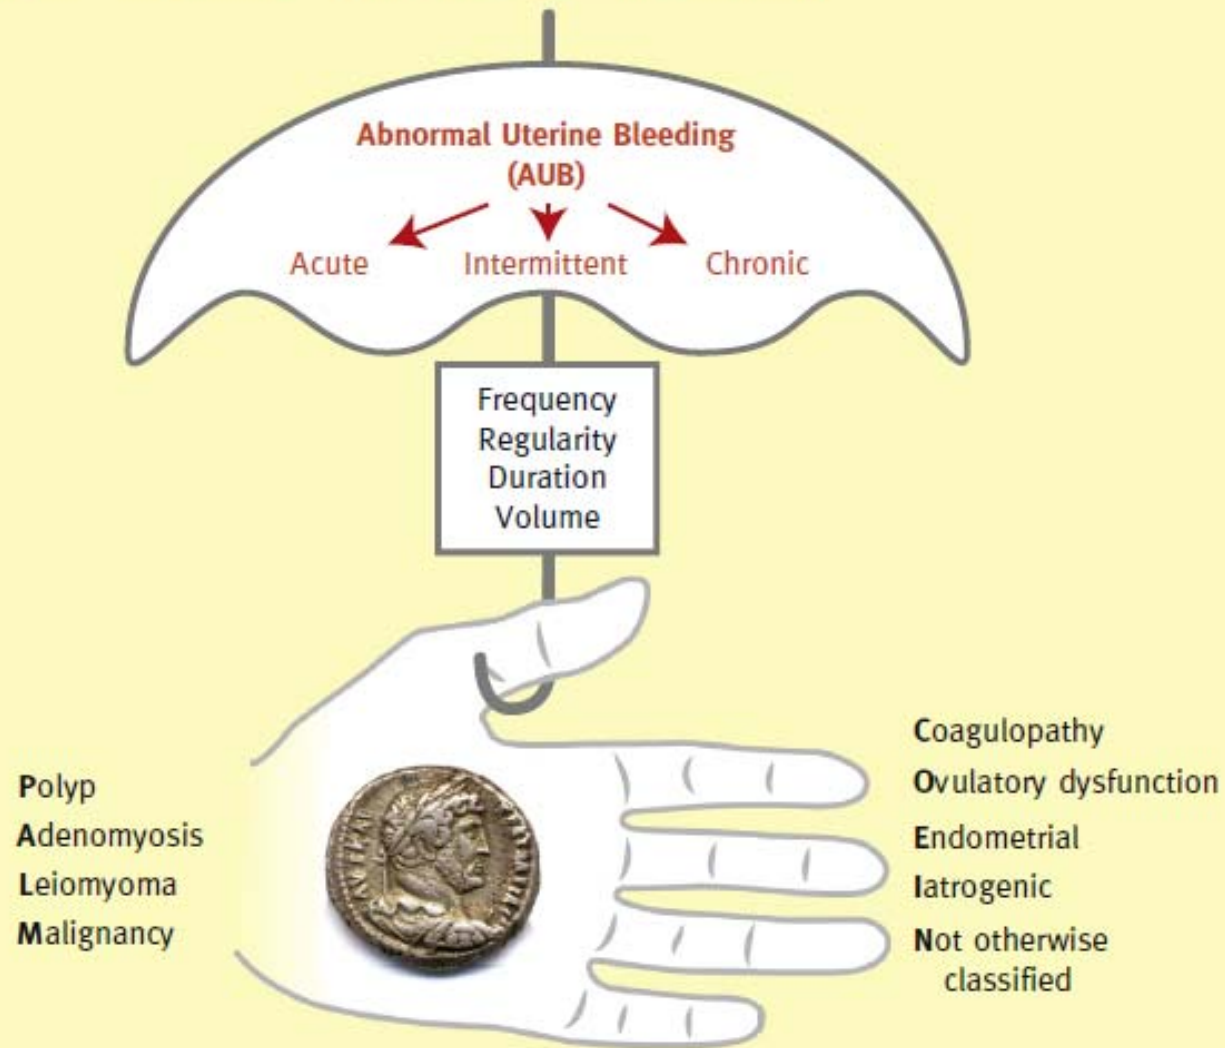 Abnormal Uterine Bleeding
(AUB)
Acute Intermittent Chronic
Frequency
Regularity
Duration
Volume
Polyp
Adenomyosis
Leiomyoma
Malignancy
Coagulopathy
Ovulatory dysfunction
Endometrial
Iatrogenic
Not otherwise
classified